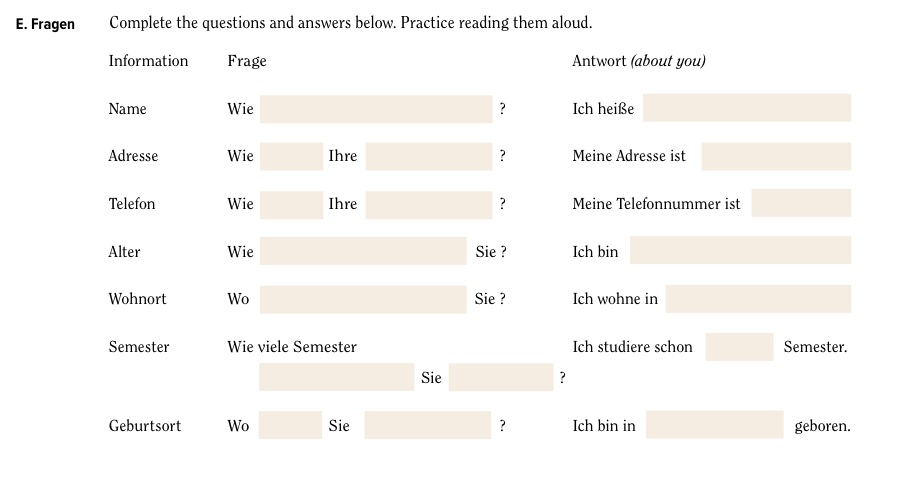 E. Fragen Complete the questions and answers below. Practice reading them aloud.
Information Frage Antwort (about you)
Name Wie ? Ich heiße
Adresse Wie Ihre ? Meine Adresse ist
Telefon Wie Ihre ? Meine Telefonnummer ist
Alter Wie Sie ? Ich bin
Wohnort Wo Sie ? Ich wohne in
Semester Wie viele Semester Ich studiere schon Semester.
Sie ?
Geburtsort Wo Sie ? Ich bin in geboren.